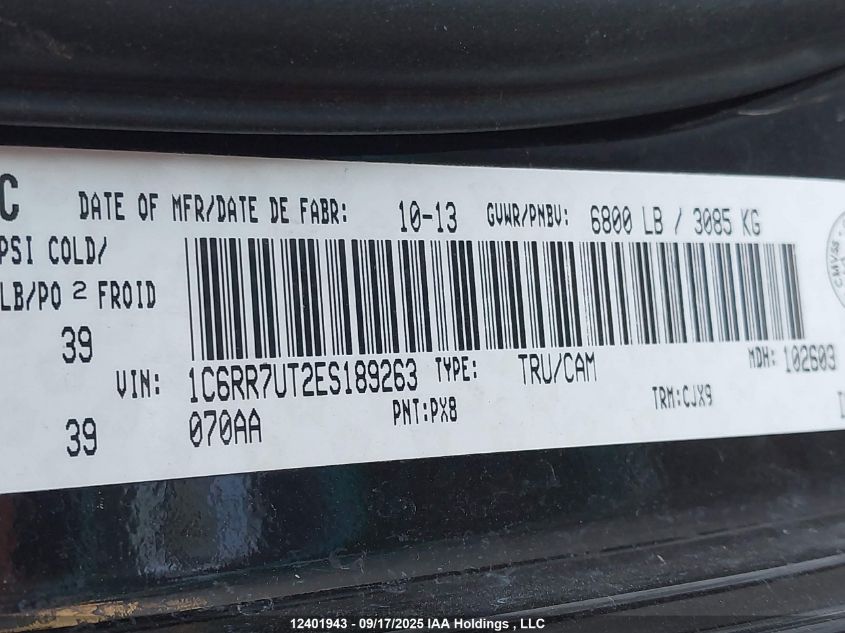 C DATE OF MFR/DATE DE FABR: 10-13 GVWR/PNBV: 6800 LB / 3085 KG
PSI COLD/
LB/PO 2 FROID
39
VIN: 1C6RR7UT2ES189263 TYPE: TRU/CAM MDH: 102603
39 070AA PNT:PX8 TRM:CJX9
CMVSS
12401943 - 09/17/2025 IAA Holdings , LLC